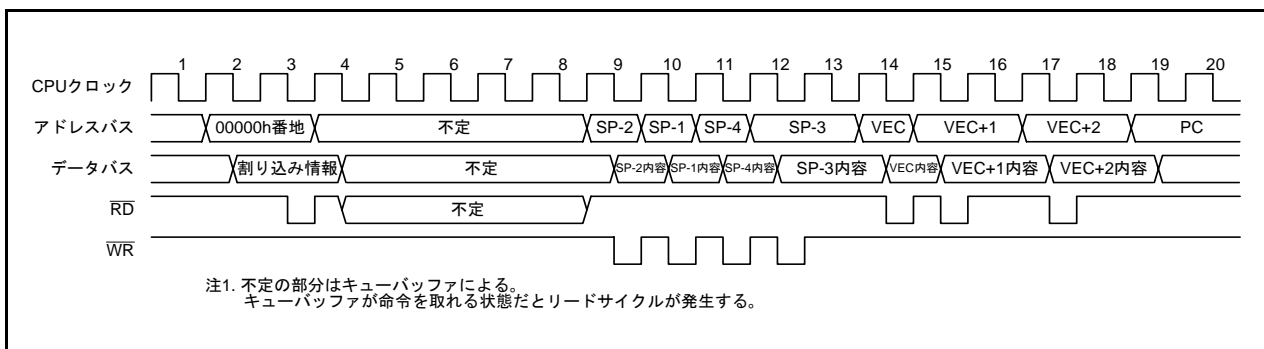 1 2 3 4 5 6 7 8 9 10 11 12 13 14 15 16 17 18 19 20
CPUクロック
アドレスバス 00000h番地 不定 SP-2 SP-1 SP-4 SP-3 VEC VEC+1 VEC+2 PC
データバス 割り込み情報 不定 SP-2内容 SP-1内容 SP-4内容 SP-3内容 VEC内容 VEC+1内容 VEC+2内容
RD 不定
WR
注1. 不定の部分はキューバッファによる。
キューバッファが命令を取れる状態だとリードサイクルが発生する。